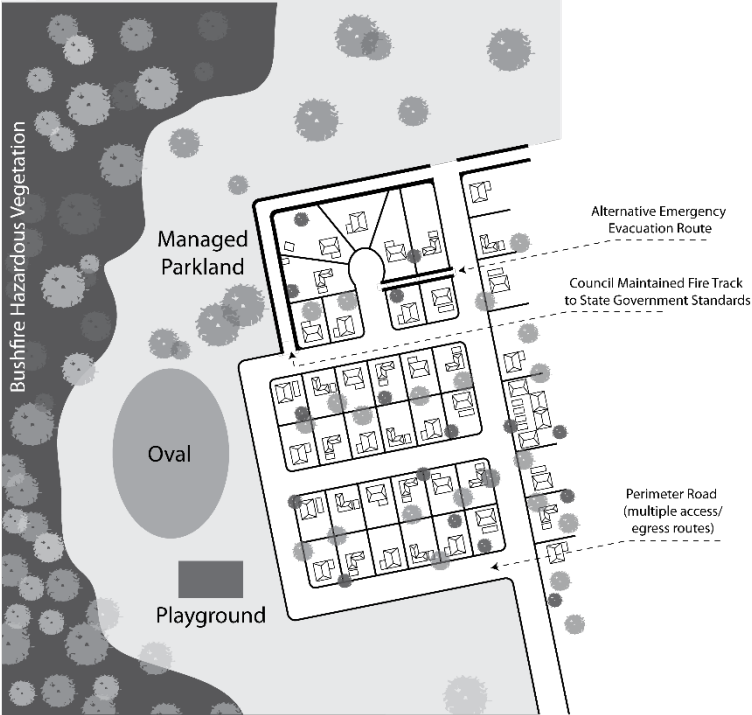 Bushfire Hazardous Vegetation
Managed
Parkland
Alternative Emergency
Evacuation Route
Council Maintained Fire Track
to State Government Standards
Oval
Perimeter Road
(multiple access/
egress routes)
Playground